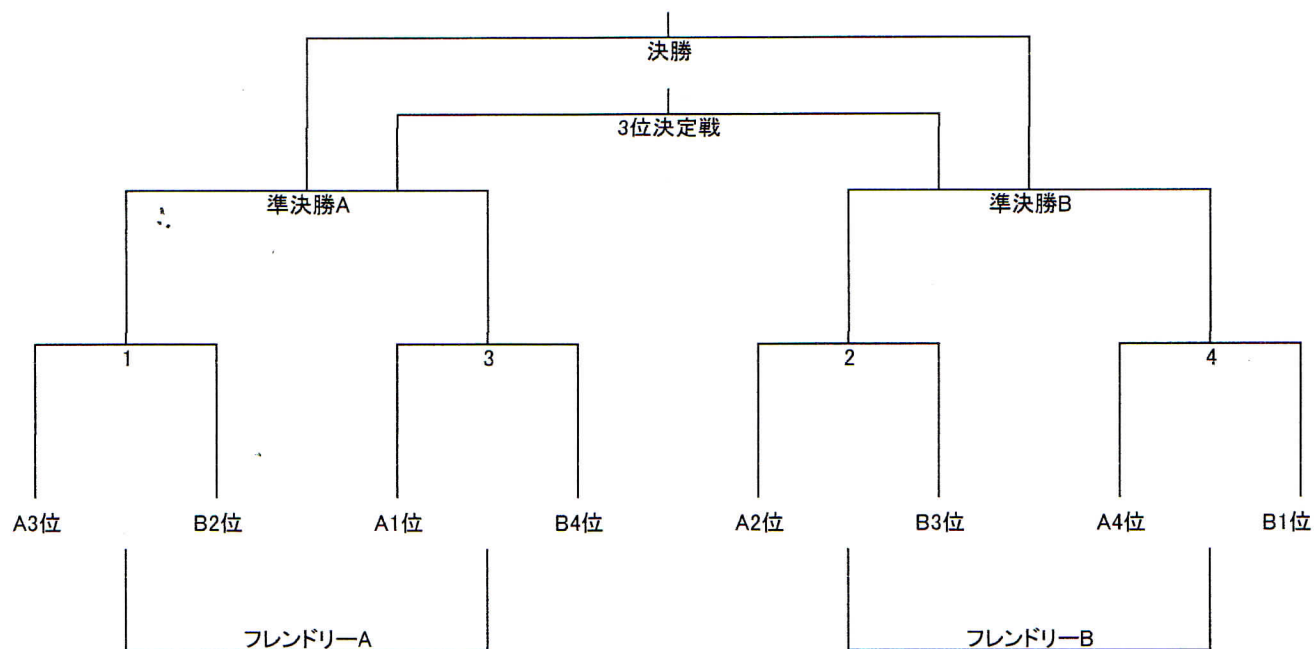 決勝
3位決定戦
準決勝A
準決勝B
1
3
2
4
A3位
B2位
A1位
B4位
A2位
B3位
A4位
B1位
フレンドリーA
フレンドリーB